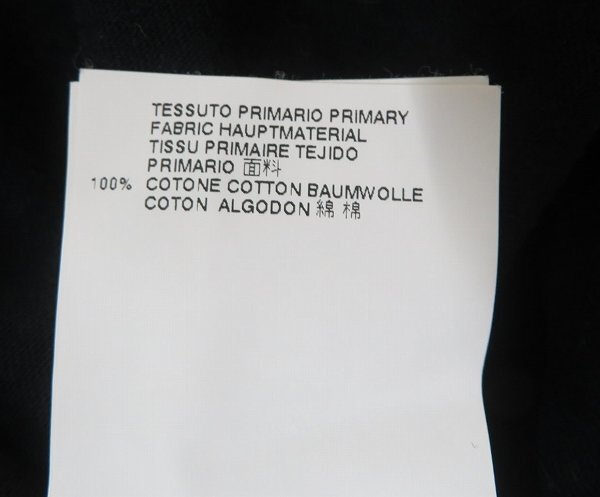 TESSUTO PRIMARIO PRIMARY
FABRIC HAUPTMATERIAL
TISSU PRIMAIRE TEJIDO
PRIMARIO 面料
100% COTONE COTTON BAUMWOLLE
COTON ALGODON 綿 棉